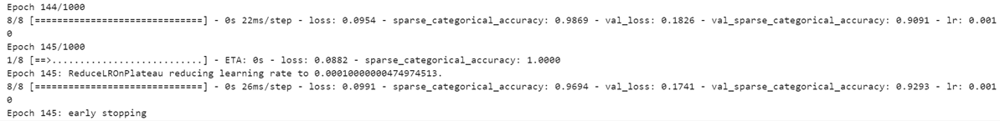 Epoch 144/1000
8/8 [==============================] - 0s 22ms/step - loss: 0.0954 - sparse_categorical_accuracy: 0.9869 - val_loss: 0.1826 - val_sparse_categorical_accuracy: 0.9091 - lr: 0.001
0
Epoch 145/1000
1/8 [==>...........................] - ETA: 0s - loss: 0.0882 - sparse_categorical_accuracy: 1.0000
Epoch 145: ReduceLROnPlateau reducing learning rate to 0.00010000000474974513.
8/8 [==============================] - 0s 26ms/step - loss: 0.0991 - sparse_categorical_accuracy: 0.9694 - val_loss: 0.1741 - val_sparse_categorical_accuracy: 0.9293 - lr: 0.001
0
Epoch 145: early stopping